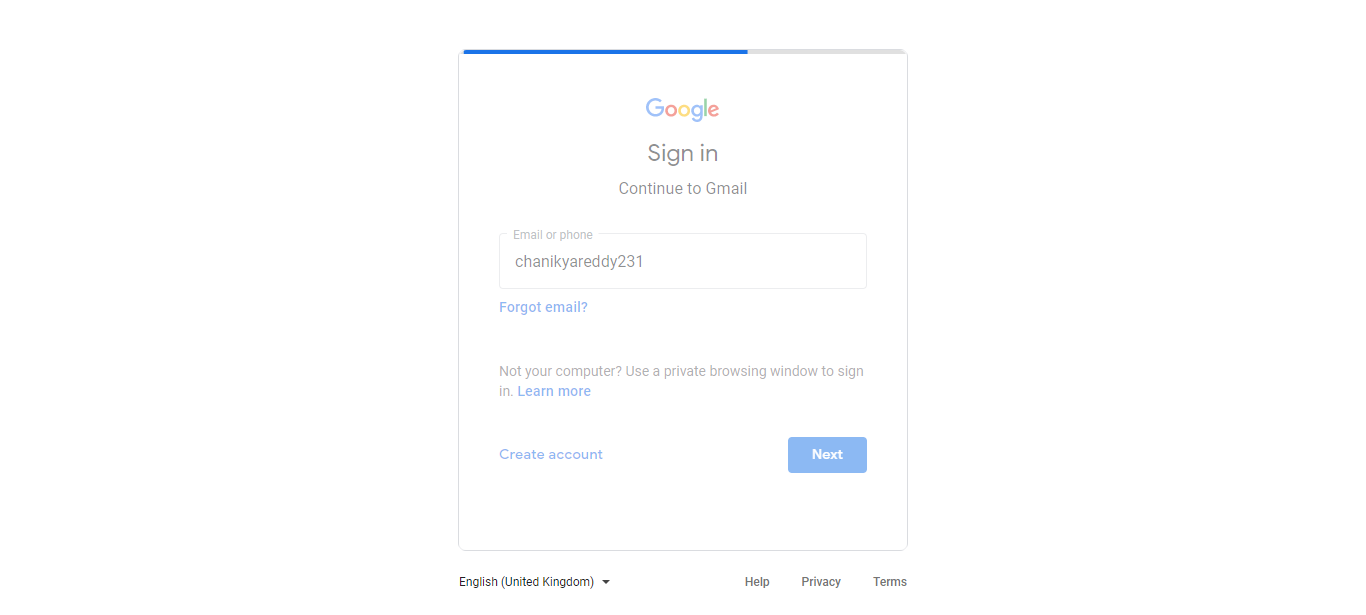 Google
Sign in
Continue to Gmail
Email or phone
chanikyareddy231
Forgot email?
Not your computer? Use a private browsing window to sign
in. Learn more
Create account
Next
English (United Kingdom)
Help
Privacy
Terms